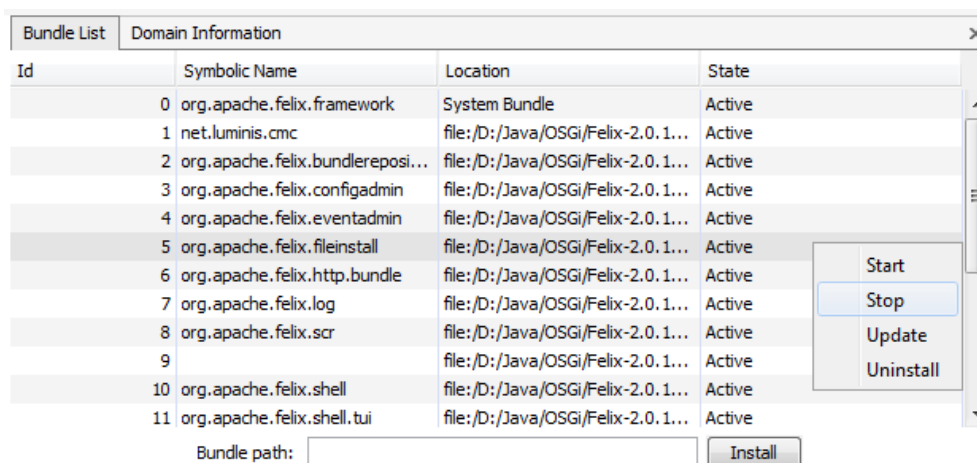 Bundle List Domain Information
Id Symbolic Name Location State
0 org.apache.felix.framework System Bundle Active
1 net.luminis.cmc file:/D:/Java/OSGi/Felix-2.0.1... Active
2 org.apache.felix.bundlereposi... file:/D:/Java/OSGi/Felix-2.0.1... Active
3 org.apache.felix.configadmin file:/D:/Java/OSGi/Felix-2.0.1... Active
4 org.apache.felix.eventadmin file:/D:/Java/OSGi/Felix-2.0.1... Active
5 org.apache.felix.fileinstall file:/D:/Java/OSGi/Felix-2.0.1... Active
6 org.apache.felix.http.bundle file:/D:/Java/OSGi/Felix-2.0.1... Active
7 org.apache.felix.log file:/D:/Java/OSGi/Felix-2.0.1... Active
8 org.apache.felix.scr file:/D:/Java/OSGi/Felix-2.0.1... Active
9 file:/D:/Java/OSGi/Felix-2.0.1... Active
10 org.apache.felix.shell file:/D:/Java/OSGi/Felix-2.0.1... Active
11 org.apache.felix.shell.tui file:/D:/Java/OSGi/Felix-2.0.1... Active
Start
Stop
Update
Uninstall
Bundle path: Install